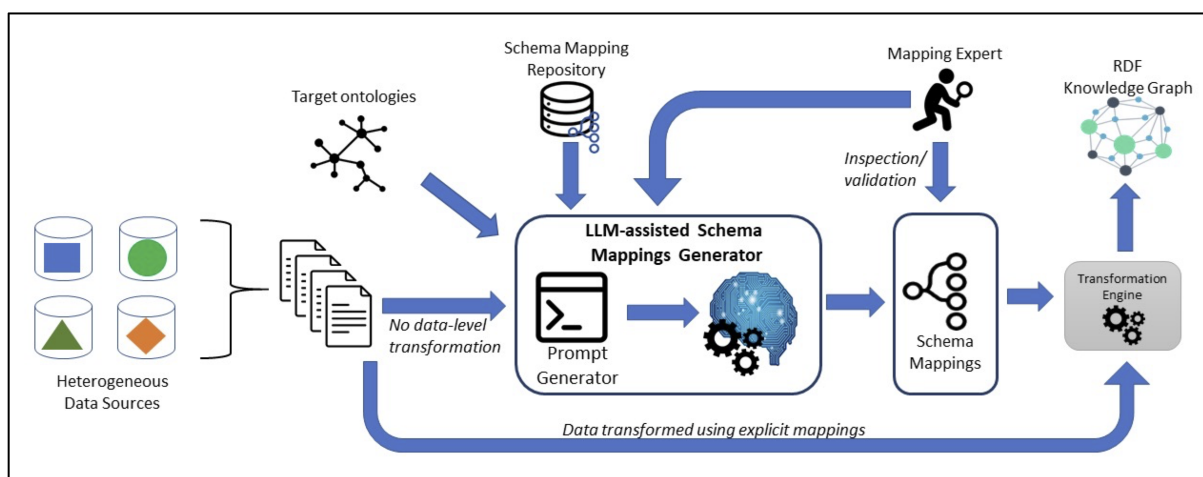 Target ontologies
Schema Mapping
Repository
Mapping Expert
RDF
Knowledge Graph
Inspection/
validation
LLM-assisted Schema
Mappings Generator
Heterogeneous
Data Sources
No data-level
transformation
Prompt
Generator
Schema
Mappings
Transformation
Engine
Data transformed using explicit mappings